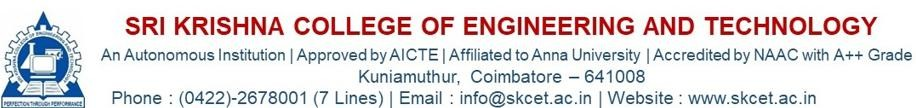 SRI KRISHNA COLLEGE OF ENGINEERING AND TECHNOLOGY
An Autonomous Institution | Approved by AICTE | Affiliated to Anna University | Accredited by NAAC with A++ Grade
Kuniamuthur, Coimbatore – 641008
Phone : (0422)-2678001 (7 Lines) | Email : info@skcet.ac.in | Website : www.skcet.ac.in
PERFECTION THROUGH PERFORMANCE